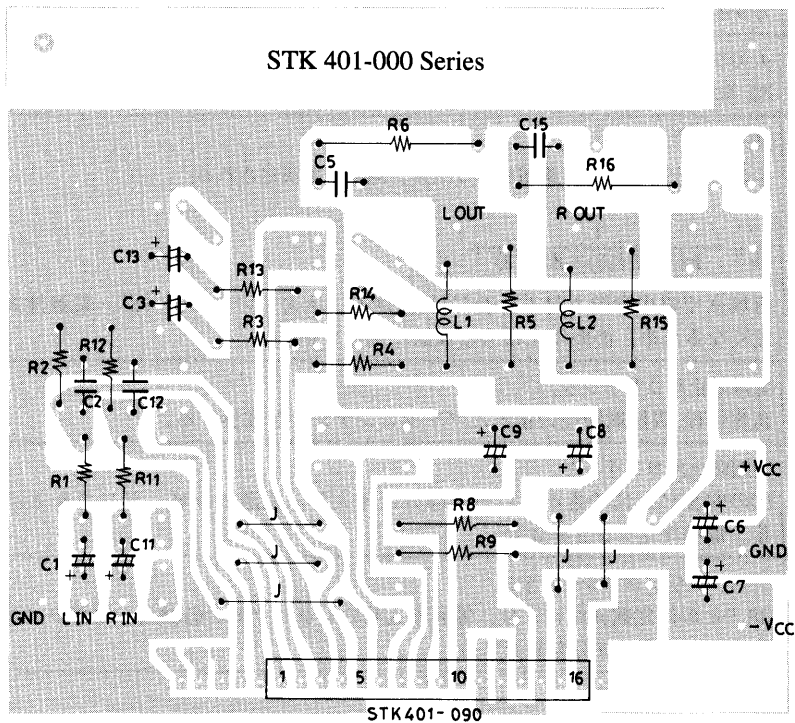 STK 401-000 Series
R6
C15
C5
R16
L OUT
R OUT
+
C13
R13
+
C3
R14
R3
L1
R5
L2
R15
R2
R12
R4
C2
C12
+
C9
C8
+
R1
R11
+VCC
J
R8
+
C6
C1
+
C11
+
J
R9
J
J
GND
+
C7
J
GND
L IN
R IN
-VCC
1
5
10
16
STK401-090